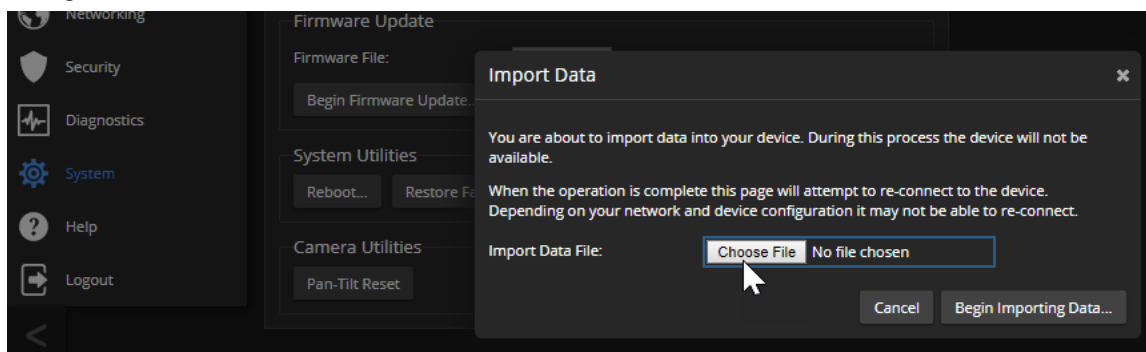 Networking
Security
Diagnostics
System
Help
Logout
Firmware Update
Firmware File:
Begin Firmware Update..
System Utilities
Reboot...
Restore Fa
Camera Utilities
Pan-Tilt Reset
Import Data
You are about to import data into your device. During this process the device will not be
available.
When the operation is complete this page will attempt to re-connect to the device.
Depending on your network and device configuration it may not be able to re-connect.
Import Data File:
Choose File No file chosen
Cancel
Begin Importing Data...